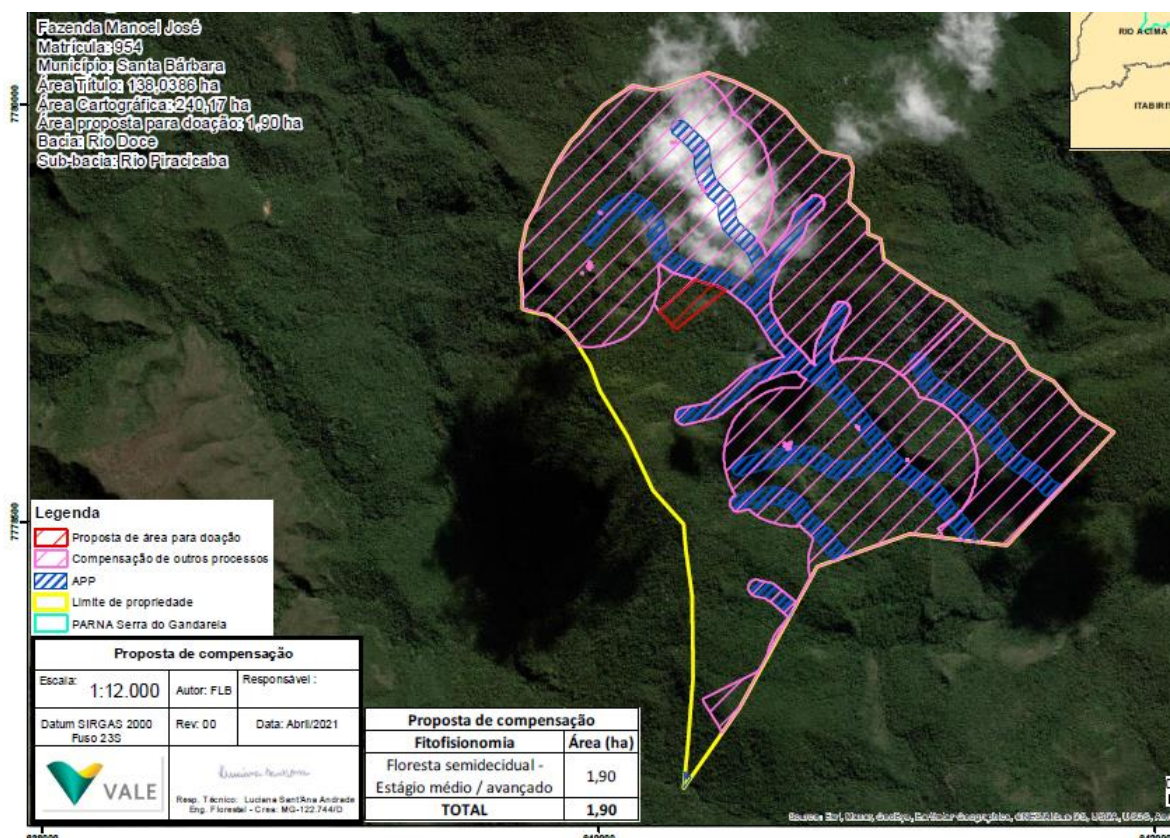 Fazenda Manoel José
Matrícula: 954
Município: Santa Bárbara
Área Título: 138,0386 ha
Área Cartográfica: 240,17 ha
Área proposta para doação: 1,90 ha
Bacia: Rio Doce
Sub-bacia: Rio Piracicaba
RIO ACIMA
ITABIRIT
7780000
7778500
Legenda
Proposta de área para doação
Compensação de outros processos
APP
Limite de propriedade
PARNA Serra do Gandarela
Proposta de compensação
Escala: 1:12.000
Autor: FLB
Responsável :
Datum SIRGAS 2000
Fuso 23S
Rev: 00
Data: Abril/2021
VALE
Resp. Técnico: Luciana Sant'Ana Andrade
Eng. Florestal - Crea: MG-122.744/D
Proposta de compensação
Fitofisionomia Área (ha)
Floresta semidecidual -
Estágio médio / avançado 1,90
TOTAL 1,90